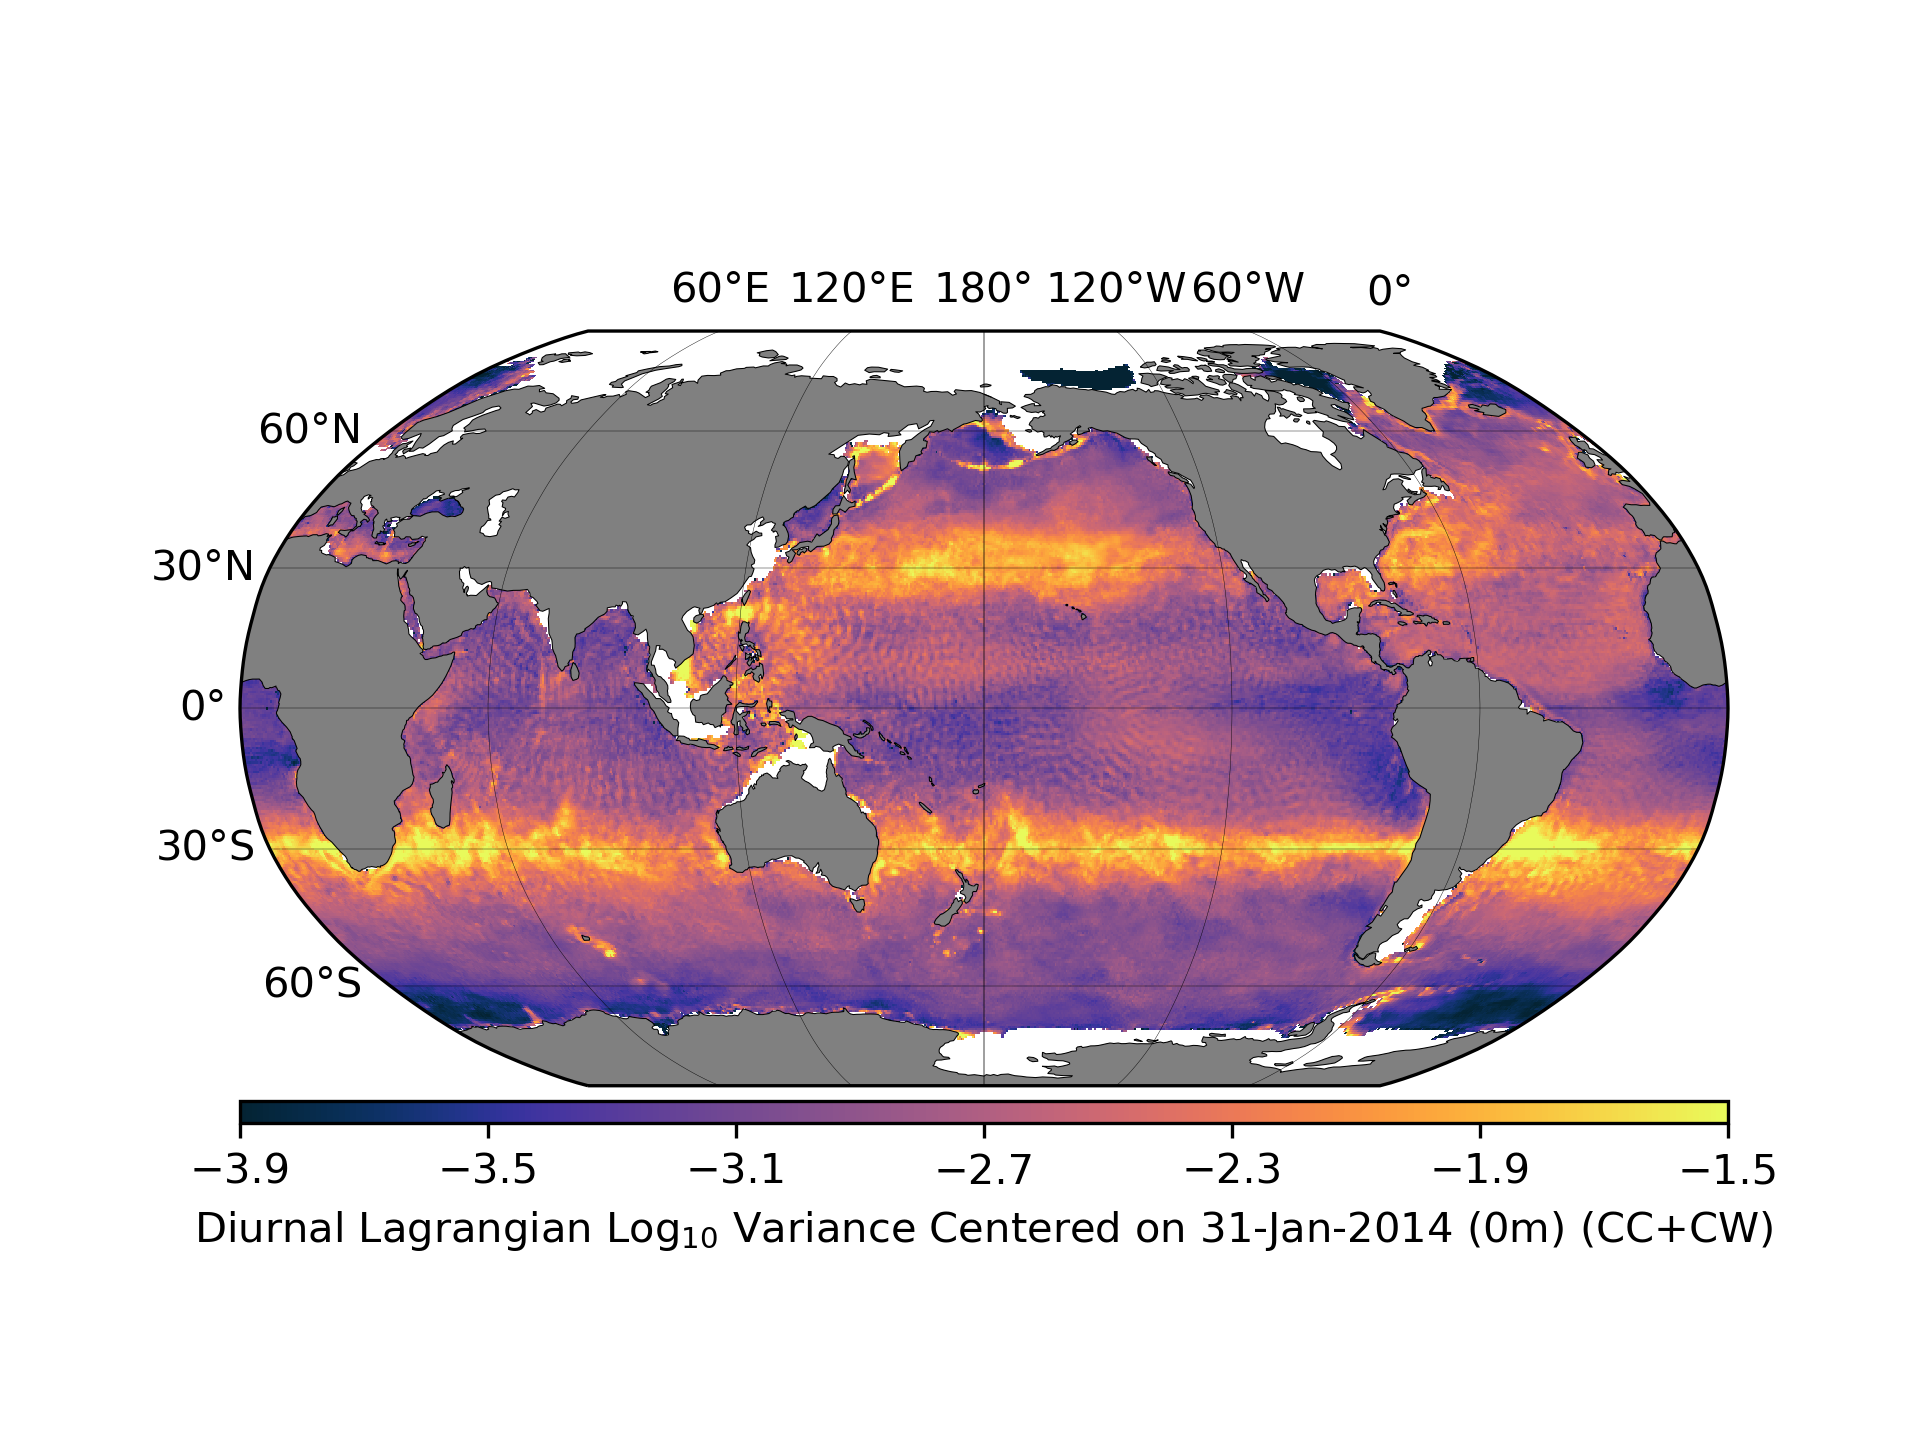 60°E 120°E 180° 120°W 60°W 0°
60°N
30°N
0°
30°S
60°S
−3.9 −3.5 −3.1 −2.7 −2.3 −1.9 −1.5
Diurnal Lagrangian Log₁₀ Variance Centered on 31-Jan-2014 (0m) (CC+CW)